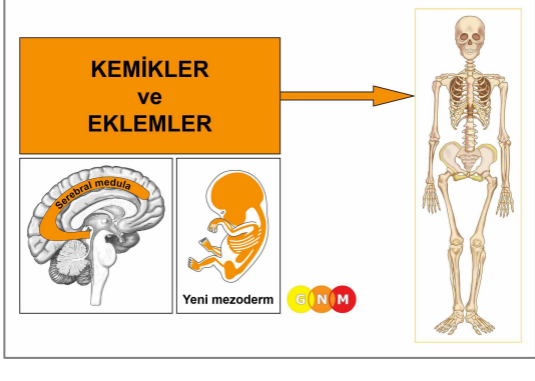 KEMİKLER
ve
EKLEMLER
Serebral medula
Yeni mezoderm
G N M